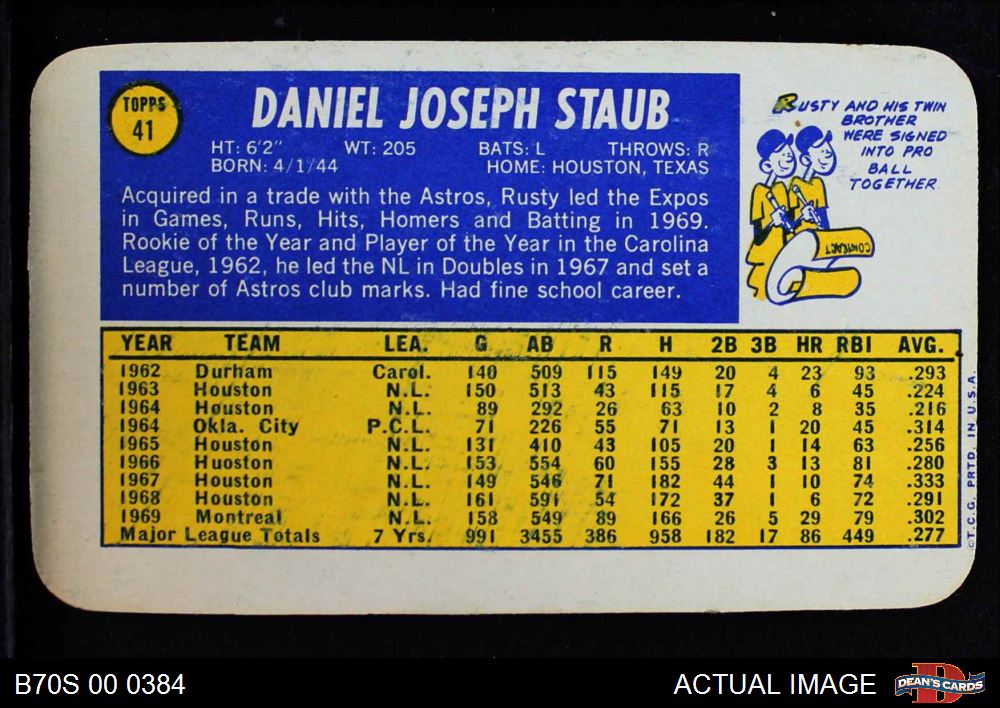 TOPPS
41
DANIEL JOSEPH STAUB
HT: 6'2" WT: 205 BATS: L THROWS: R
BORN: 4/1/44 HOME: HOUSTON, TEXAS
Acquired in a trade with the Astros, Rusty led the Expos
in Games, Runs, Hits, Homers and Batting in 1969.
Rookie of the Year and Player of the Year in the Carolina
League, 1962, he led the NL in Doubles in 1967 and set a
number of Astros club marks. Had fine school career.
RUSTY AND HIS TWIN
BROTHER
WERE SIGNED
INTO PRO
BALL
TOGETHER.
CONTRACT
YEAR TEAM LEA. G AB R H 2B 3B HR RBI AVG.
1962 Durham Carol. 140 509 115 149 20 4 23 93 .293
1963 Houston N.L. 150 513 43 115 17 4 6 45 .224
1964 Houston N.L. 89 292 26 63 10 2 8 35 .216
1964 Okla. City P.C.L. 71 226 55 71 13 1 20 45 .314
1965 Houston N.L. 131 410 43 105 20 1 14 63 .256
1966 Huoston N.L. 153 554 60 155 28 3 13 81 .280
1967 Houston N.L. 149 546 71 182 44 1 10 74 .333
1968 Houston N.L. 161 591 54 172 37 1 6 72 .291
1969 Montreal N.L. 158 549 89 166 26 5 29 79 .302
Major League Totals 7 Yrs. 991 3455 386 958 182 17 86 449 .277
©T.C.G. PRTD. IN U.S.A.
B70S 00 0384
ACTUAL IMAGE
DEAN'S CARDS